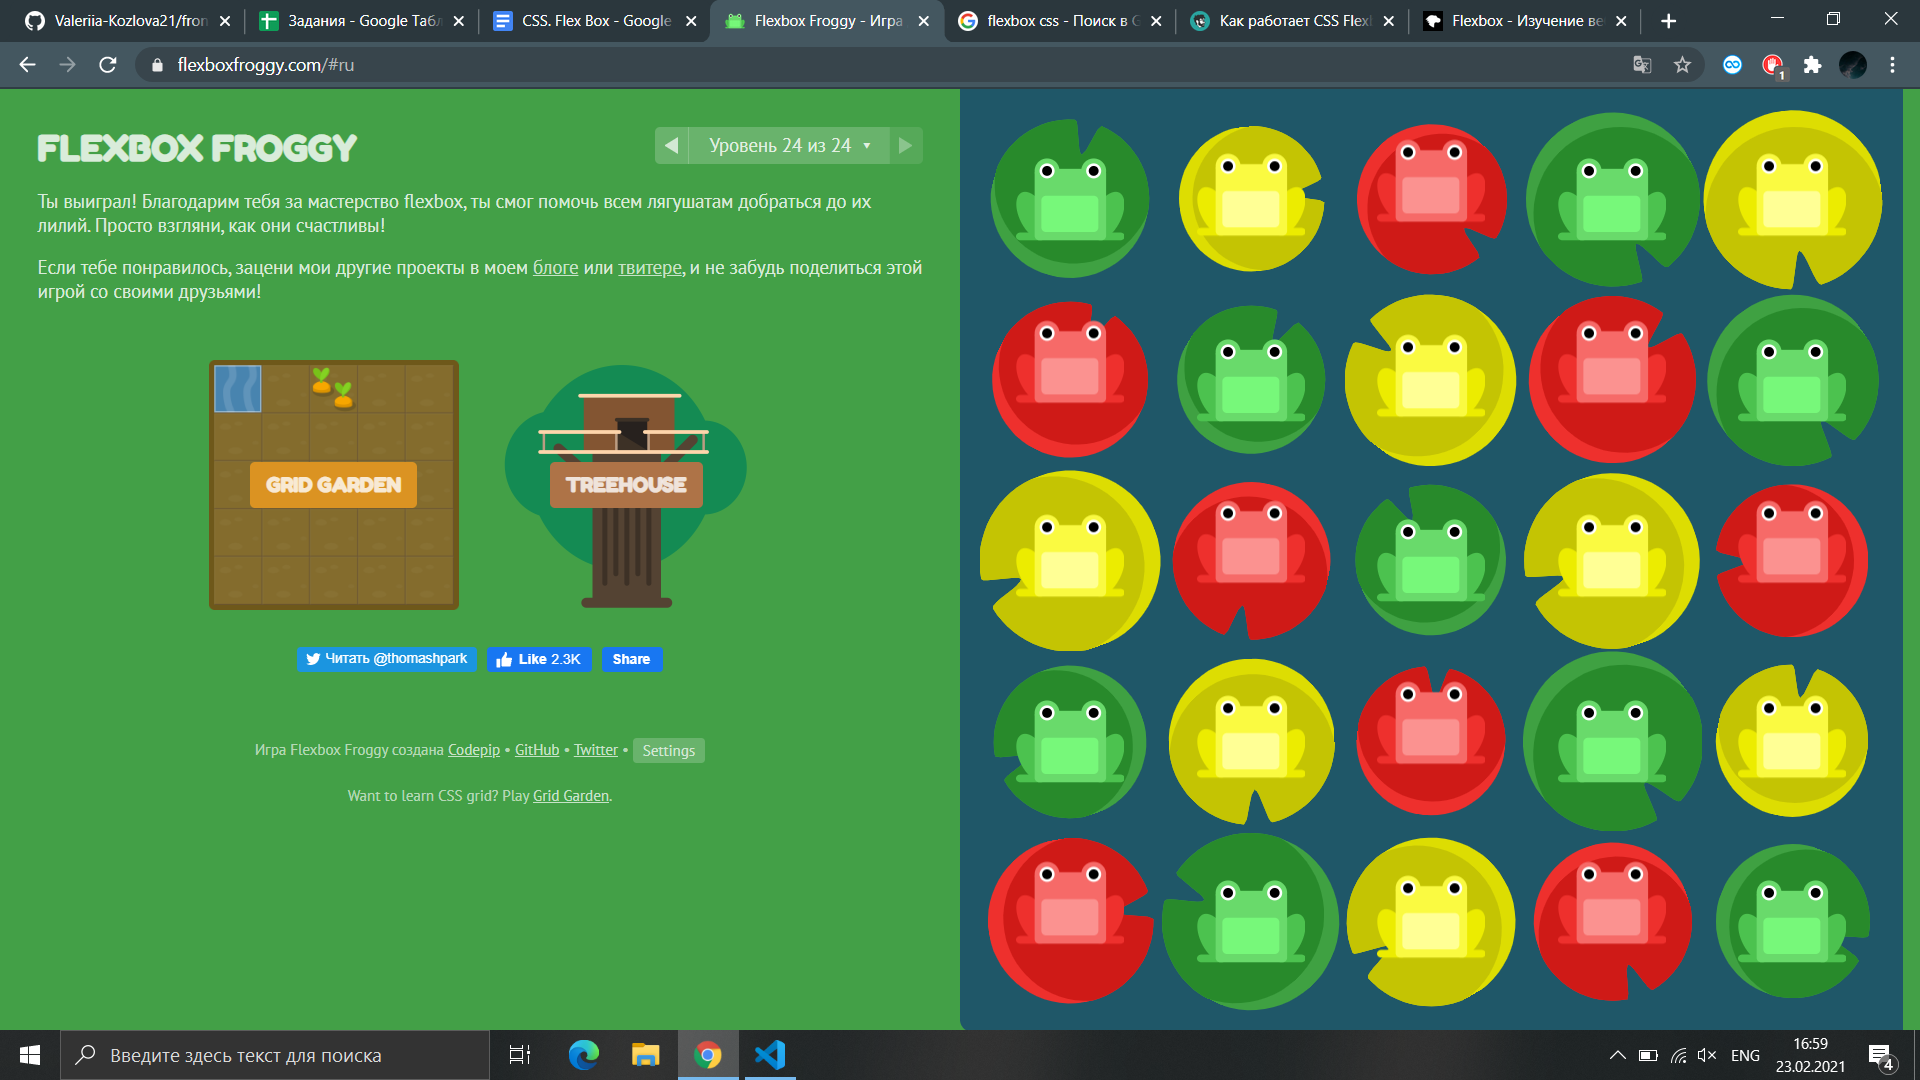 Valeriia-Kozlova21/fron
Задания - Google Табл
CSS. Flex Box - Google
Flexbox Froggy - Игра
flexbox css - Поиск в G
Как работает CSS Flex
Flexbox - Изучение ве
flexboxfroggy.com/#ru
1
FLEXBOX FROGGY
Уровень 24 из 24
Ты выиграл! Благодарим тебя за мастерство flexbox, ты смог помочь всем лягушатам добраться до их
лилий. Просто взгляни, как они счастливы!
Если тебе понравилось, зацени мои другие проекты в моем блоге или твитере, и не забудь поделиться этой
игрой со своими друзьями!
GRID GARDEN
TREEHOUSE
Читать @thomashpark
Like 2.3K
Share
Игра Flexbox Froggy создана Codepip • GitHub • Twitter • Settings
Want to learn CSS grid? Play Grid Garden.
Введите здесь текст для поиска
ENG
16:59
23.02.2021
4